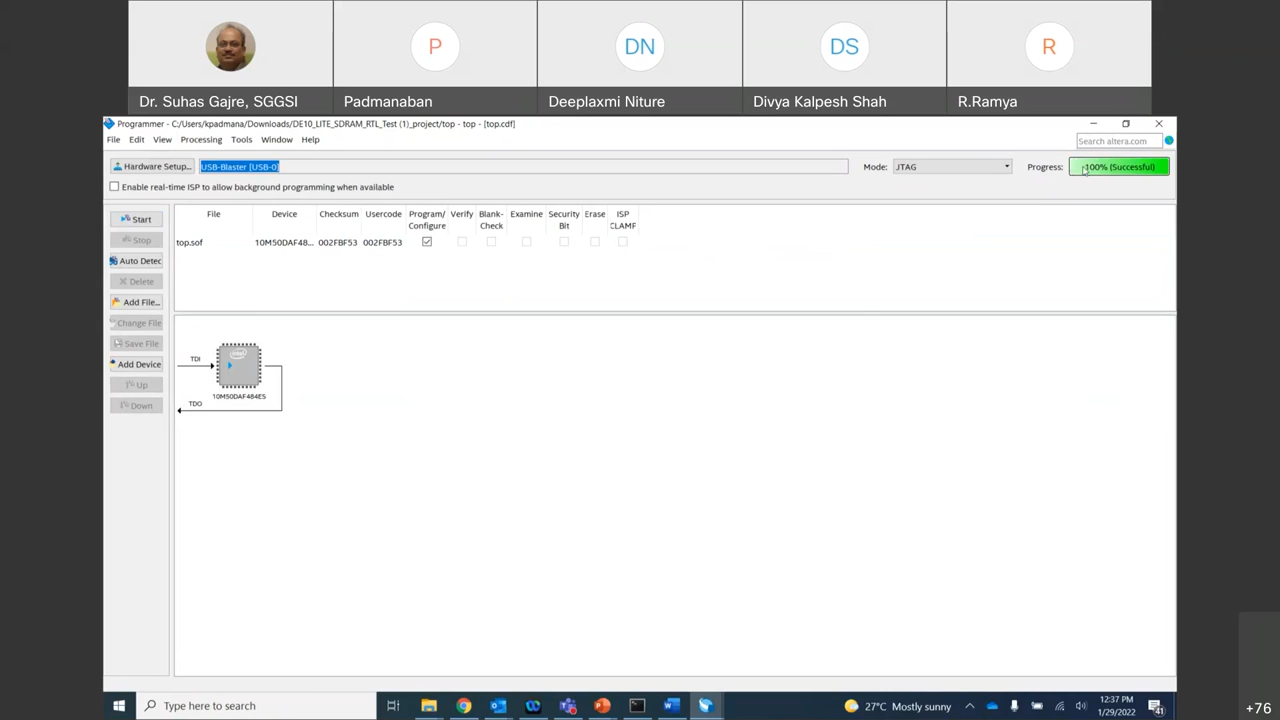 P
DN
DS
R
Dr. Suhas Gajre, SGGSI
Padmanaban
Deeplaxmi Niture
Divya Kalpesh Shah
R.Ramya
Programmer - C:/Users/kpadmana/Downloads/DE10_LITE_SDRAM_RTL_Test (1)_project/top - top - [top.cdf]
File Edit View Processing Tools Window Help
Search altera.com
Hardware Setup... USB-Blaster [USB-0] Mode: JTAG Progress: 100% (Successful)
Enable real-time ISP to allow background programming when available
Start
Stop
Auto Detec
Delete
Add File...
Change File
Save File
Add Device
Up
Down
File Device Checksum Usercode Program/ Verify Blank- Examine Security Erase ISP
Configure Check Bit CLAMF
top.sof 10M50DAF48... 002FBF53 002FBF53
intel
TDI
10M50DAF484ES
TDO
Type here to search
27°C Mostly sunny
12:37 PM
1/29/2022
41
+76